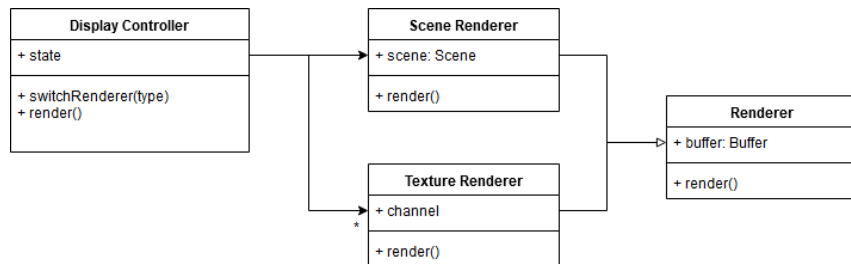 Display Controller
+ state
+ switchRenderer(type)
+ render()
Scene Renderer
+ scene: Scene
+ render()
Texture Renderer
+ channel
*
+ render()
Renderer
+ buffer: Buffer
+ render()